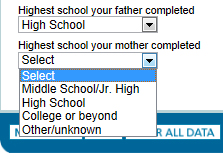 Highest school your father completed
High School
Highest school your mother completed
Select
Select
Middle School/Jr. High
High School
College or beyond
Other/unknown
ER ALL DATA